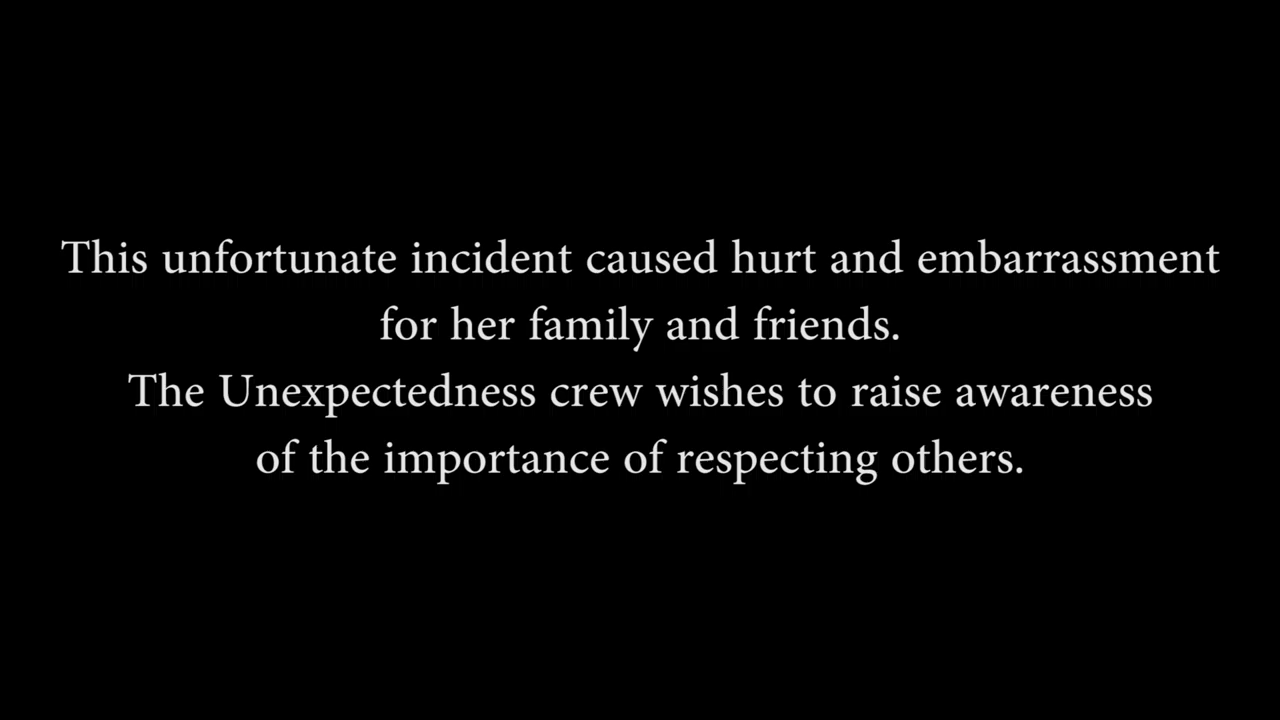 This unfortunate incident caused hurt and embarrassment
for her family and friends.
The Unexpectedness crew wishes to raise awareness
of the importance of respecting others.